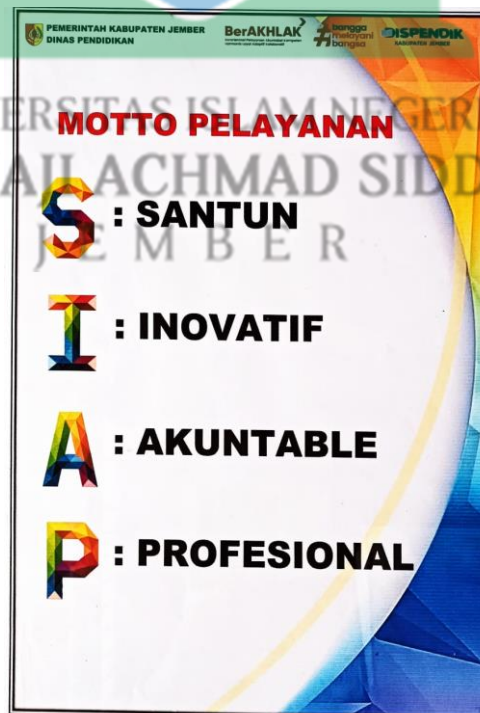 PEMERINTAH KABUPATEN JEMBER
DINAS PENDIDIKAN
BerAKHLAK
#bangga
melayani
bangsa
DISPENDIK
KABUPATEN JEMBER
ERSITAS ISLAM NEGERI
MOTTO PELAYANAN
AJI ACHMAD SIDD
S : SANTUN
JEMBER
I : INOVATIF
A : AKUNTABLE
P : PROFESIONAL